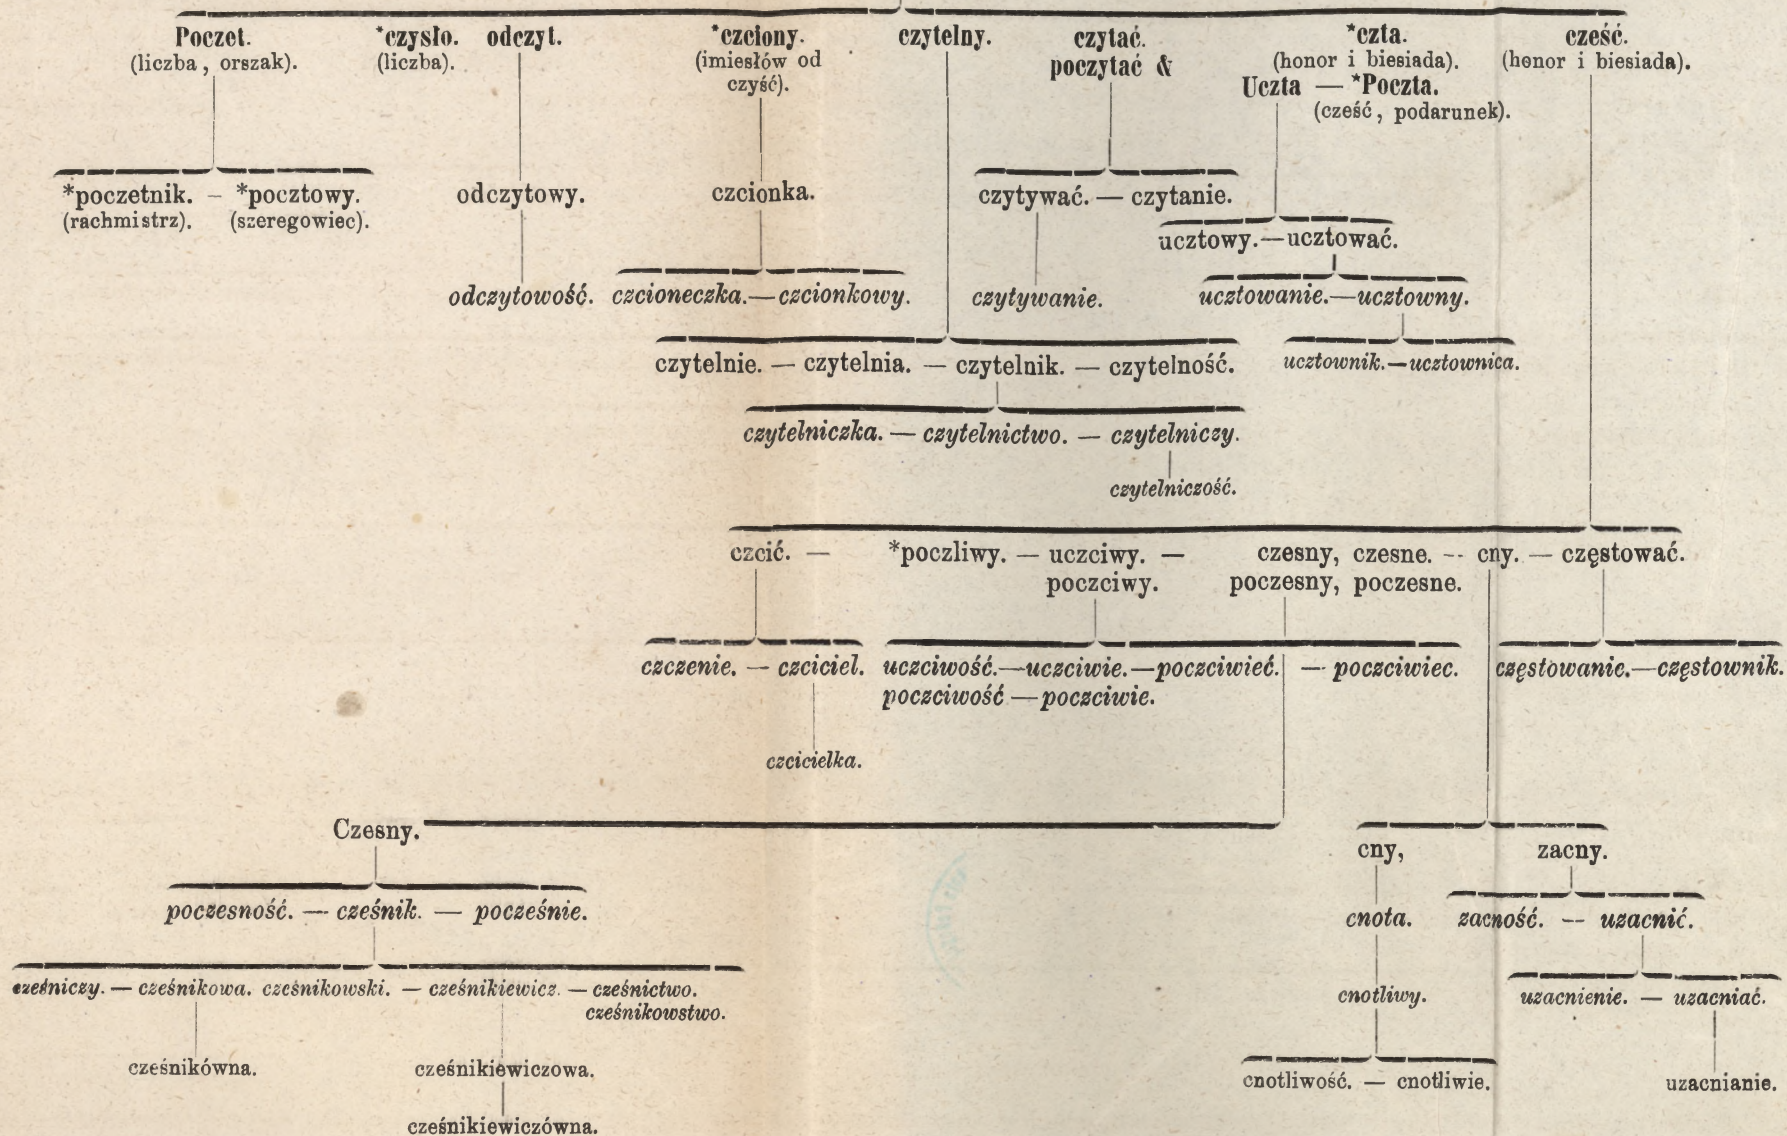 Poczet. *czysło. odczyt. *czciony. czytelny. czytać. *czta. cześć.
(liczba, orszak). (liczba). (imiesłów od poczytać & (honor i biesiada). (honor i biesiada).
czyść). Uczta — *Poczta.
(cześć, podarunek).
*poczetnik. — *pocztowy. odczytowy. czcionka. czytywać. — czytanie.
(rachmistrz). (szeregowiec).
ucztowy.—ucztować.
odczytowość. czcioneczka.—czcionkowy. czytywanie. ucztowanie.—ucztowny.
czytelnie. — czytelnia. — czytelnik. — czytelność. ucztownik.—ucztownica.
czytelniczka. — czytelnictwo. — czytelniczy.
czytelniczość.
czcić. — *poczliwy. — uczciwy. — czesny, czesne. — cny. — częstować.
poczciwy. poczesny, poczesne.
czczenie. — czciciel. uczciwość.—uczciwie.—poczciwieć. — poczciwiec. częstowanie.—częstownik.
poczciwość —poczciwie.
czcicielka.
Czesny. cny, zacny.
poczesność. — cześnik. — pocześnie. cnota. zacność. — uzacnić.
cześniczy. — cześnikowa. cześnikowski. — cześnikiewicz. — cześnictwo. cnotliwy. uzacnienie. — uzacniać.
cześnikowstwo.
cześnikówna. cześnikiewiczowa. cnotliwość. — cnotliwie. uzacnianie.
cześnikiewiczówna.